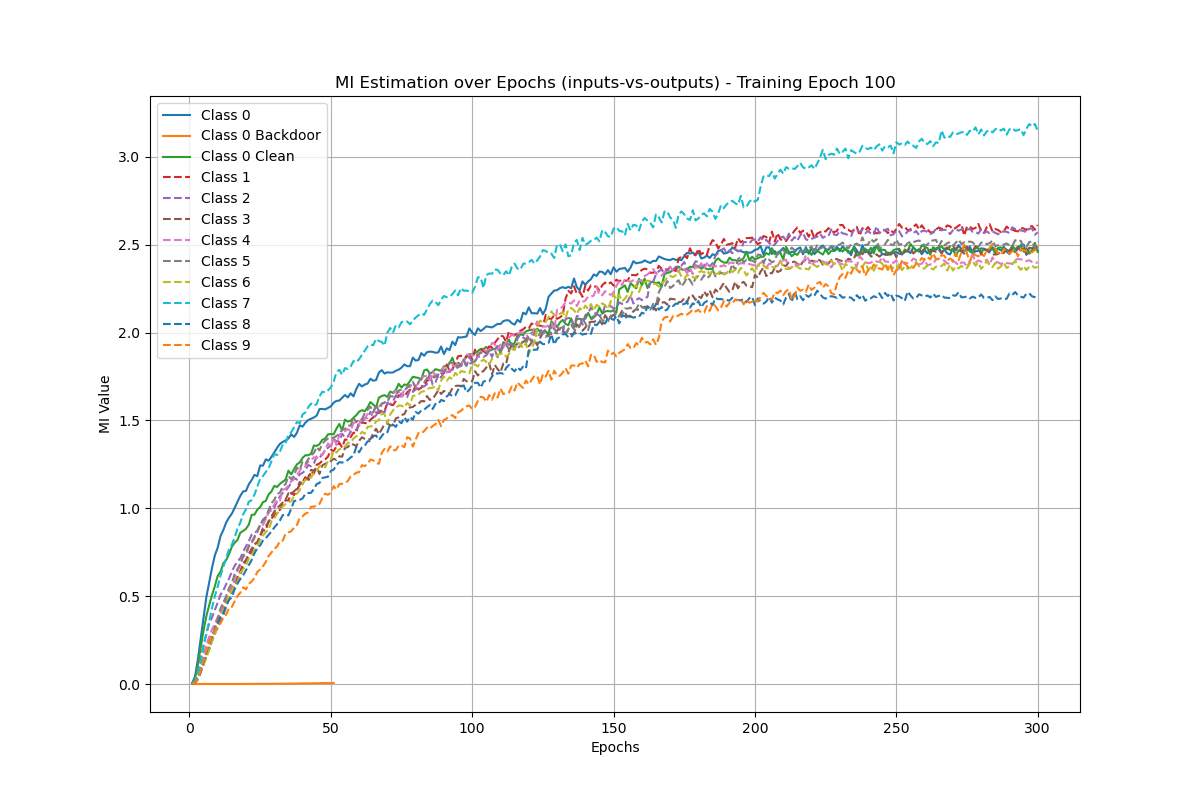 MI Estimation over Epochs (inputs-vs-outputs) - Training Epoch 100
Class 0
Class 0 Backdoor
Class 0 Clean
Class 1
Class 2
Class 3
Class 4
Class 5
Class 6
Class 7
Class 8
Class 9
MI Value
3.0
2.5
2.0
1.5
1.0
0.5
0.0
0 50 100 150 200 250 300
Epochs